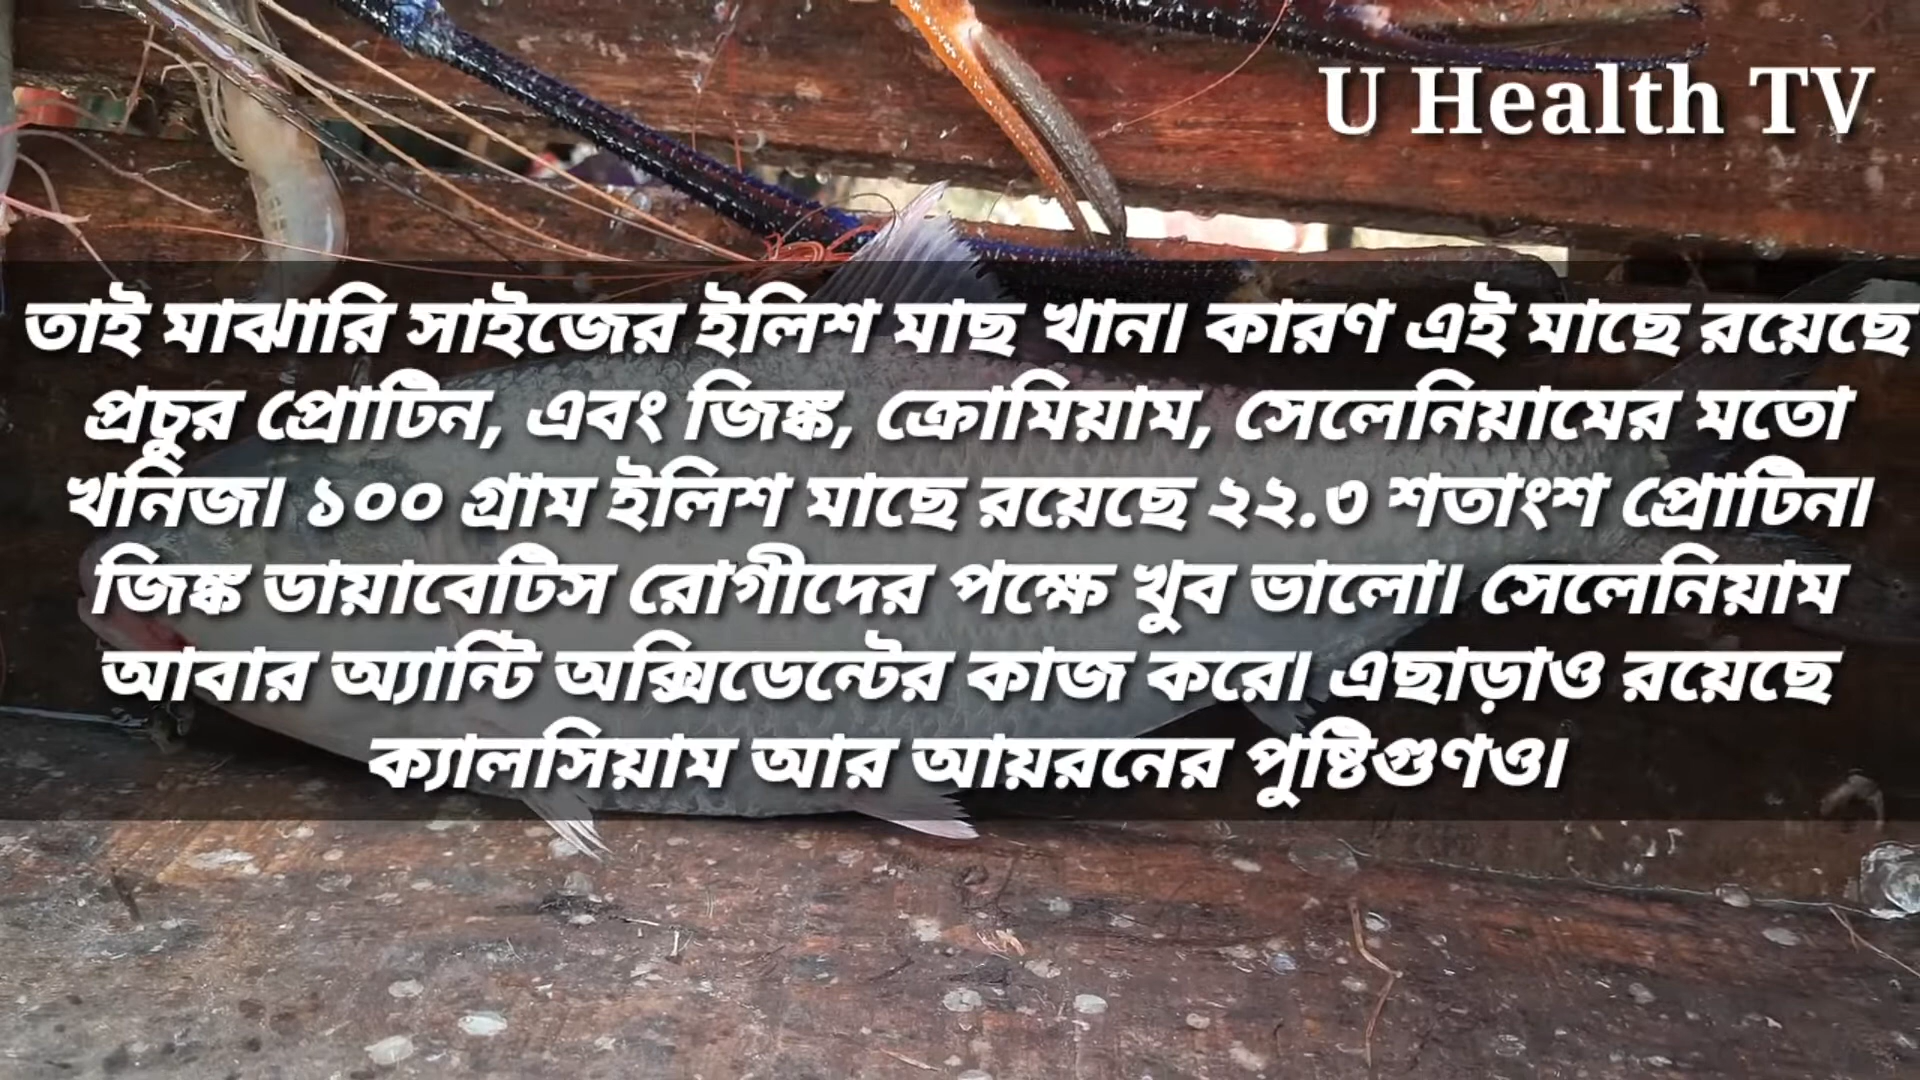 U Health TV
তাই মাঝারি সাইজের ইলিশ মাছ খান। কারণ এই মাছে রয়েছে
প্রচুর প্রোটিন, এবং জিঙ্ক, ক্রোমিয়াম, সেলেনিয়ামের মতো
খনিজ। ১০০ গ্রাম ইলিশ মাছে রয়েছে ২২.৩ শতাংশ প্রোটিন।
জিঙ্ক ডায়াবেটিস রোগীদের পক্ষে খুব ভালো। সেলেনিয়াম
আবার অ্যান্টি অক্সিডেন্টের কাজ করে। এছাড়াও রয়েছে
ক্যালসিয়াম আর আয়রনের পুষ্টিগুণও।